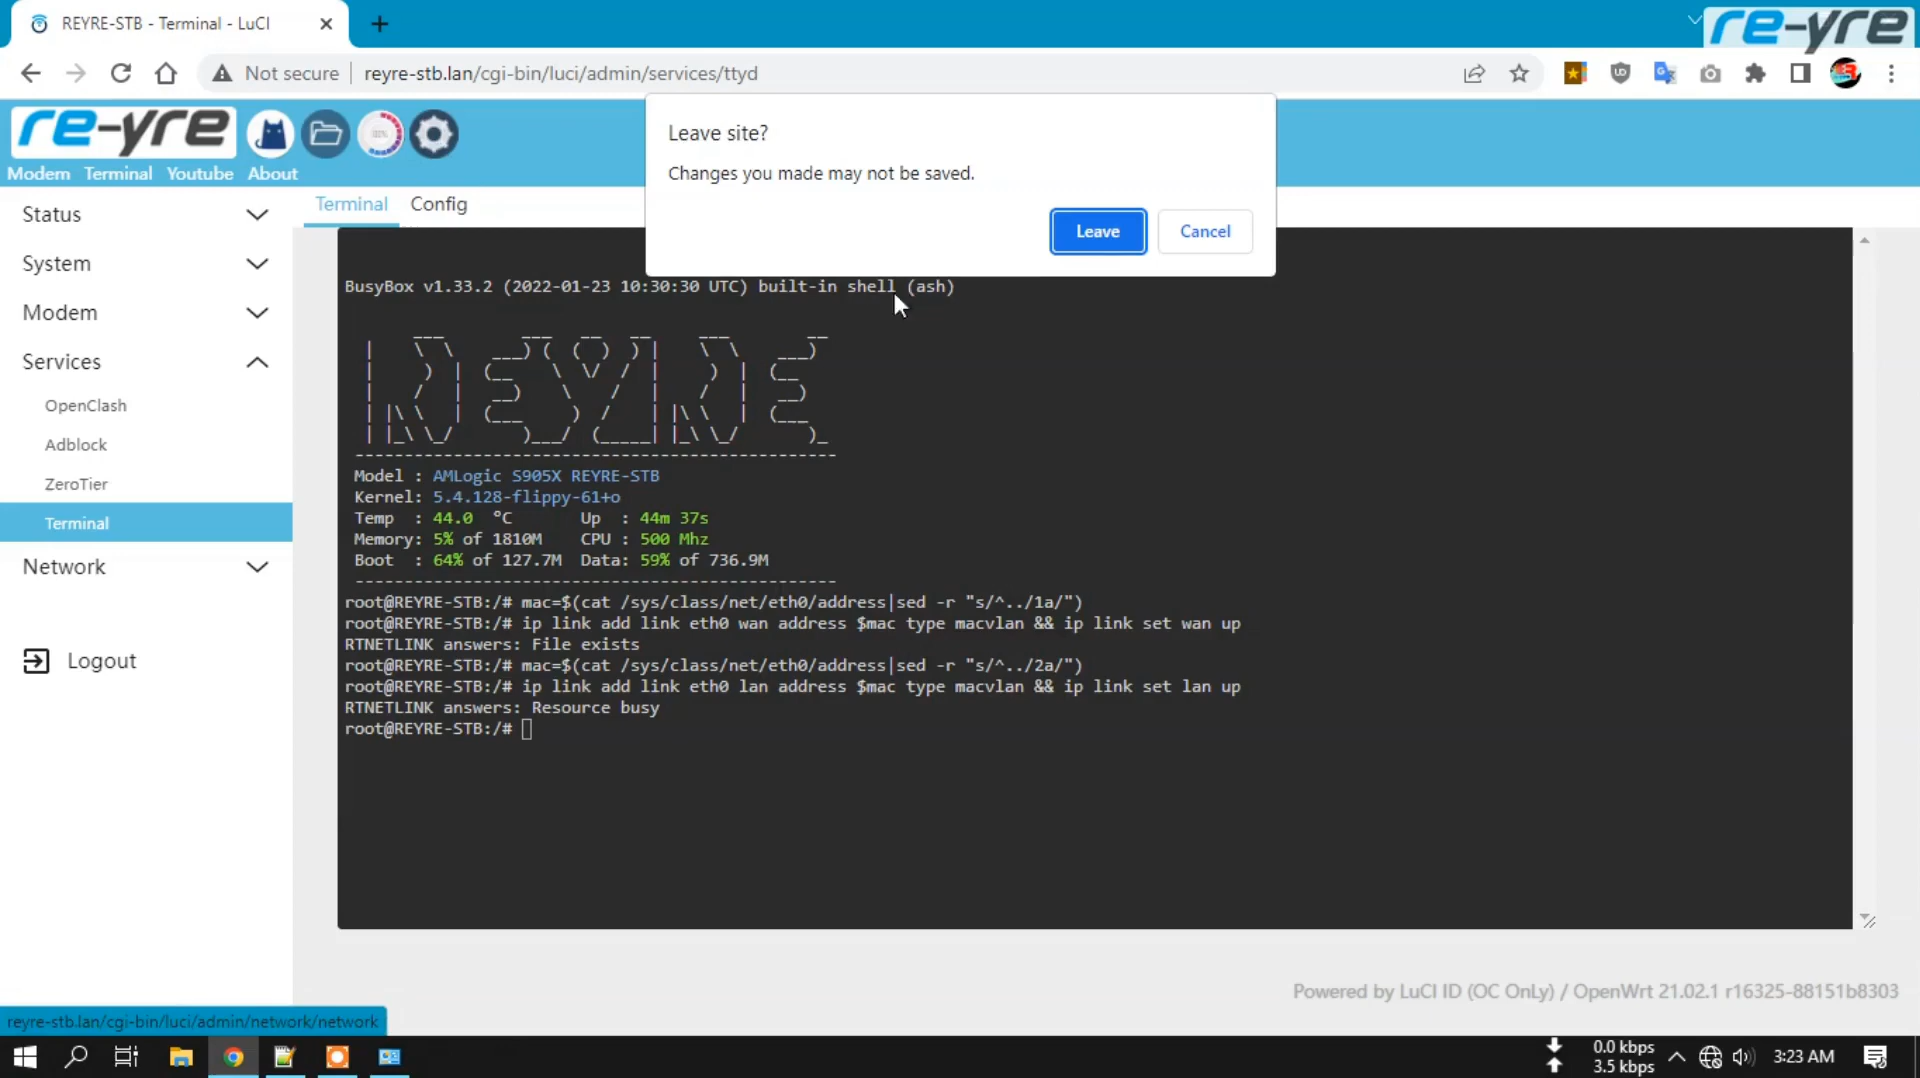 REYRE-STB - Terminal - LuCI
re-yre
Not secure
reyre-stb.lan/cgi-bin/luci/admin/services/ttyd
re-yre
Modem Terminal Youtube About
Leave site?
Changes you made may not be saved.
Leave
Cancel
Status
System
Modem
Services
OpenClash
Adblock
ZeroTier
Terminal
Network
Logout
Terminal Config
BusyBox v1.33.2 (2022-01-23 10:30:30 UTC) built-in shell (ash)
REYRE
Model : AMLogic S905X REYRE-STB
Kernel: 5.4.128-flippy-61+o
Temp : 44.0 °C Up : 44m 37s
Memory: 5% of 1810M CPU : 500 Mhz
Boot : 64% of 127.7M Data: 59% of 736.9M
root@REYRE-STB:/# mac=$(cat /sys/class/net/eth0/address|sed -r "s/^../1a/")
root@REYRE-STB:/# ip link add link eth0 wan address $mac type macvlan && ip link set wan up
RTNETLINK answers: File exists
root@REYRE-STB:/# mac=$(cat /sys/class/net/eth0/address|sed -r "s/^../2a/")
root@REYRE-STB:/# ip link add link eth0 lan address $mac type macvlan && ip link set lan up
RTNETLINK answers: Resource busy
root@REYRE-STB:/#
Powered by LuCI ID (OC OnLy) / OpenWrt 21.02.1 r16325-88151b8303
reyre-stb.lan/cgi-bin/luci/admin/network/network
0.0 kbps
3.5 kbps
3:23 AM